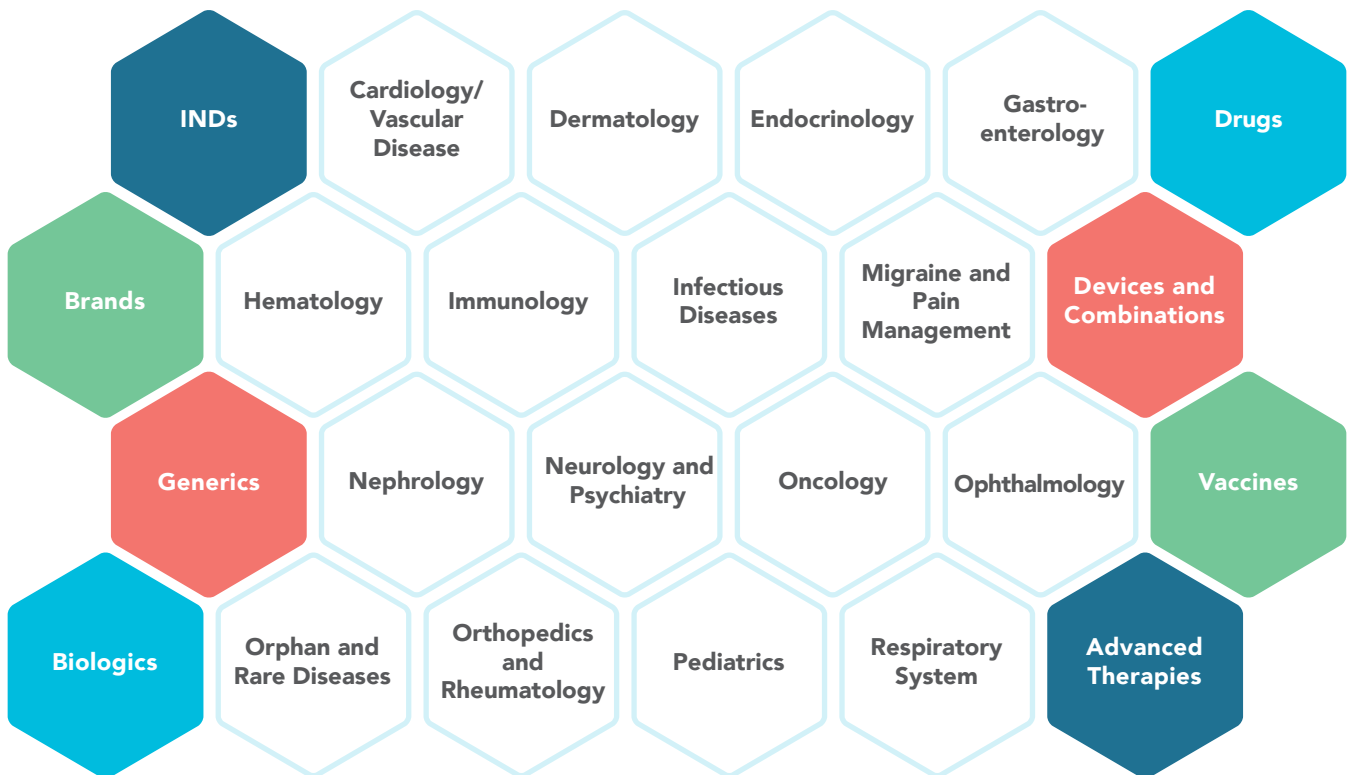 INDs
Cardiology/
Vascular
Disease
Dermatology
Endocrinology
Gastro-
enterology
Drugs
Brands
Hematology
Immunology
Infectious
Diseases
Migraine and
Pain
Management
Devices and
Combinations
Generics
Nephrology
Neurology and
Psychiatry
Oncology
Ophthalmology
Vaccines
Biologics
Orphan and
Rare Diseases
Orthopedics
and
Rheumatology
Pediatrics
Respiratory
System
Advanced
Therapies